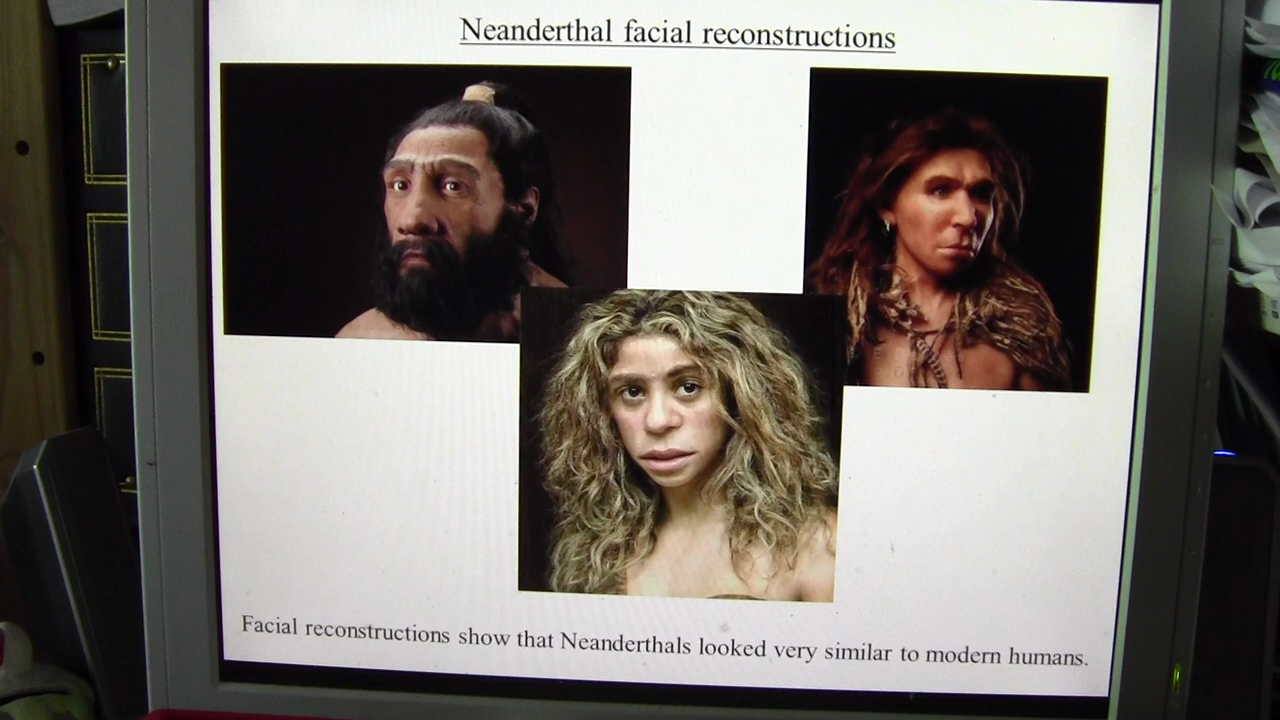 Neanderthal facial reconstructions
Facial reconstructions show that Neanderthals looked very similar to modern humans.